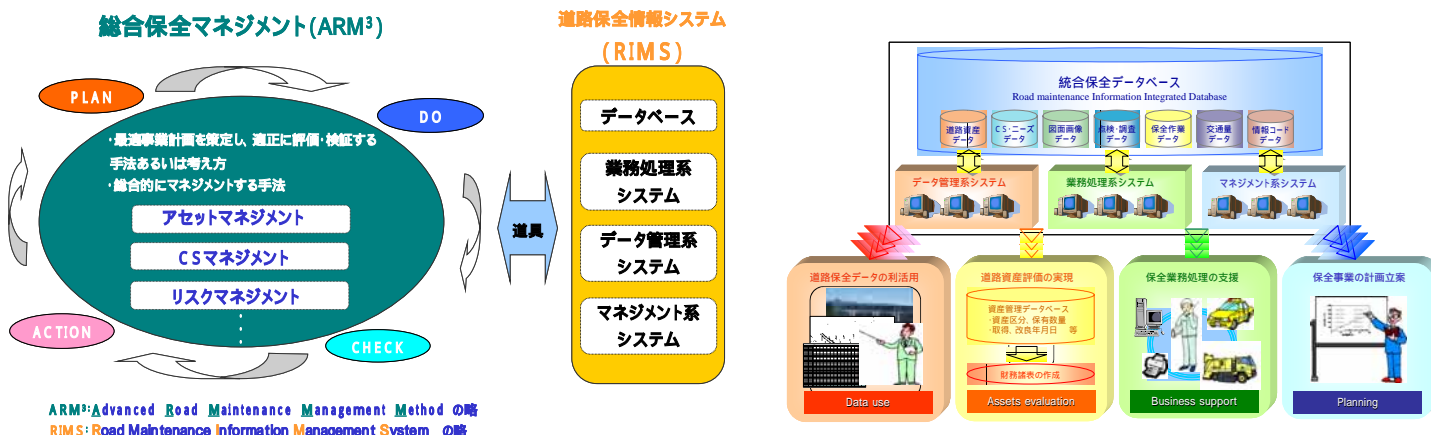 総合保全マネジメント(ARM³)
PLAN
DO
・最適事業計画を策定し、適正に評価・検証する
手法あるいは考え方
・総合的にマネジメントする手法
アセットマネジメント
CSマネジメント
リスクマネジメント
ACTION
CHECK
ARM³:Advanced Road Maintenance Management Method の略
RIMS:Road Maintenance Information Management System の略
道具
道路保全情報システム
(RIMS)
データベース
業務処理系
システム
データ管理系
システム
マネジメント系
システム
統合保全データベース
Road maintenance Information Integrated Database
道路資産
データ
CS・ニーズ
データ
図面画像
データ
点検・調査
データ
保全作業
データ
交通量
データ
情報コード
データ
データ管理系システム
業務処理系システム
マネジメント系システム
道路保全データの利活用
Data use
道路資産評価の実現
資産管理データベース
・資産区分、保有数量
・取得、改良年月日 等
財務諸表の作成
Assets evaluation
保全業務処理の支援
Business support
保全事業の計画立案
Planning